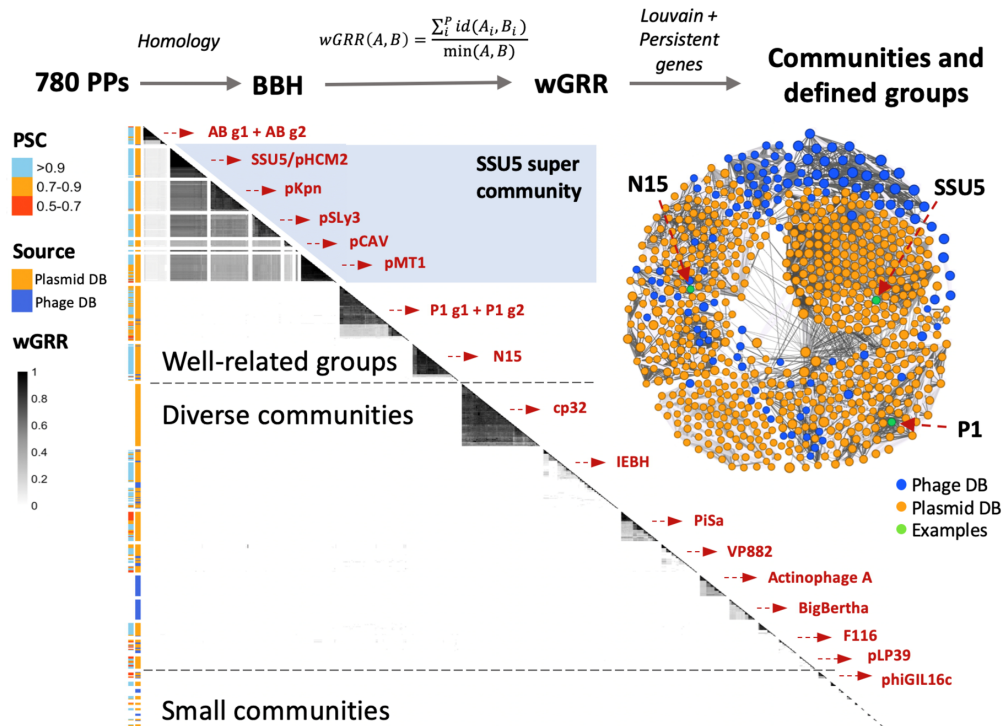 Homology
wGRR(A, B) = ∑ᵢᴾ id(Aᵢ, Bᵢ) / min(A, B)
Louvain +
Persistent
genes
780 PPs
BBH
wGRR
Communities and
defined groups
PSC
>0.9
0.7-0.9
0.5-0.7
Source
Plasmid DB
Phage DB
wGRR
1
0.8
0.6
0.4
0.2
0
AB g1 + AB g2
SSU5/pHCM2
pKpn
pSLy3
pCAV
pMT1
SSU5 super
community
P1 g1 + P1 g2
N15
Well-related groups
Diverse communities
cp32
IEBH
PiSa
VP882
Actinophage A
BigBertha
F116
pLP39
phiGIL16c
Small communities
N15
SSU5
P1
Phage DB
Plasmid DB
Examples